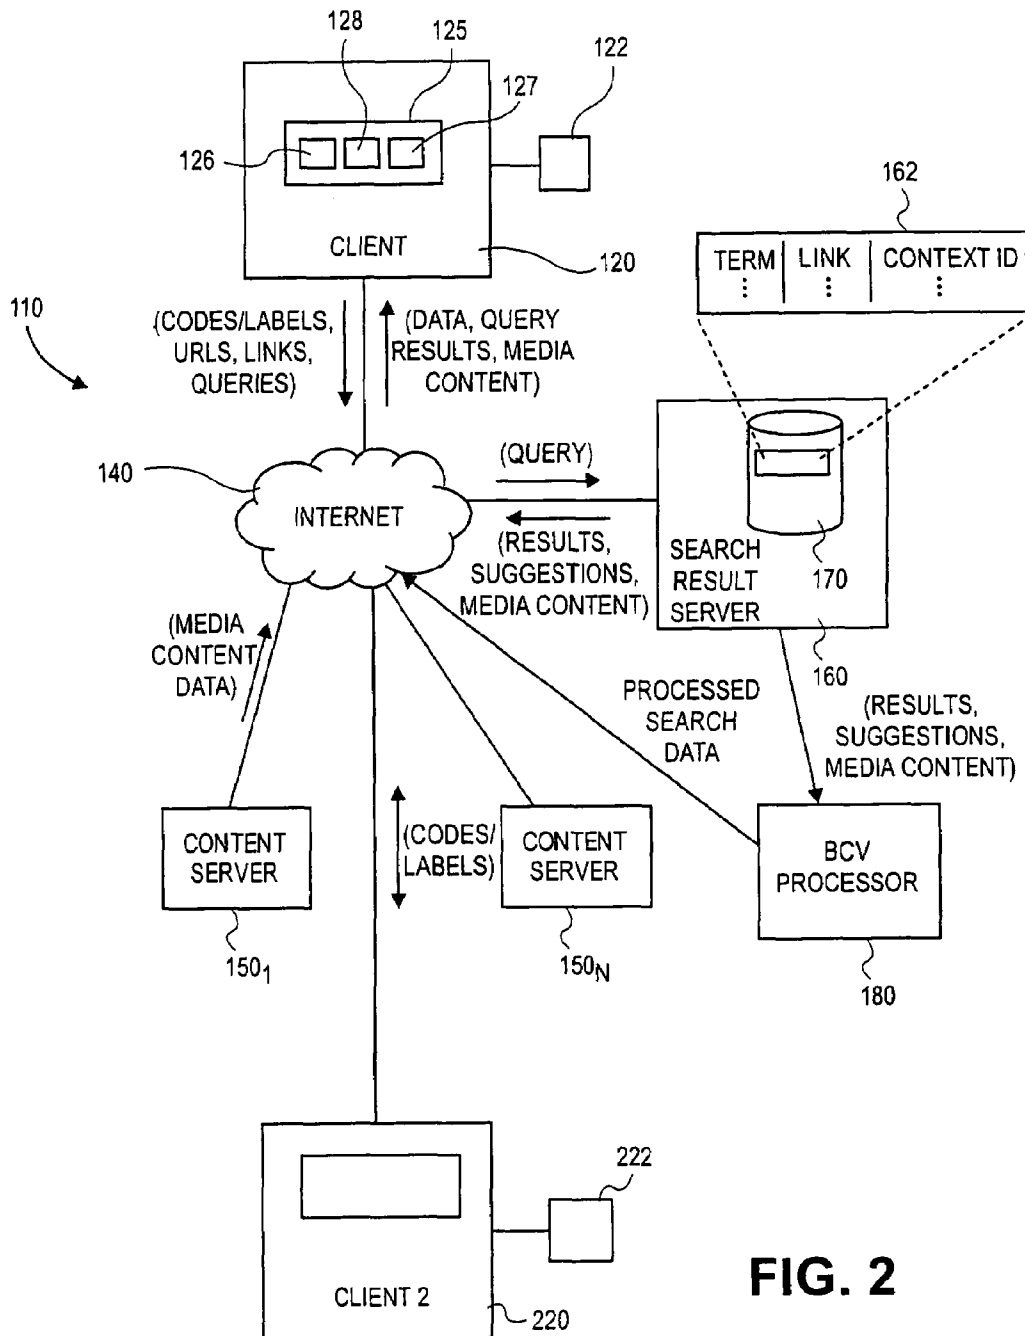 128
125
122
127
126
162
CLIENT
120
TERM LINK CONTEXT ID
110
(CODES/LABELS,
URLS, LINKS,
QUERIES)
(DATA, QUERY
RESULTS, MEDIA
CONTENT)
140
INTERNET
(QUERY)
(RESULTS,
SUGGESTIONS,
MEDIA CONTENT)
SEARCH
RESULT
SERVER
170
160
(MEDIA
CONTENT
DATA)
PROCESSED
SEARCH
DATA
(RESULTS,
SUGGESTIONS,
MEDIA CONTENT)
CONTENT
SERVER
(CODES/
LABELS)
CONTENT
SERVER
BCV
PROCESSOR
150₁
150N
180
222
CLIENT 2
220
FIG. 2